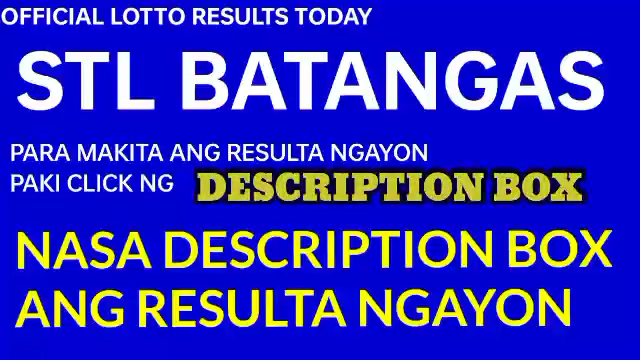 OFFICIAL LOTTO RESULTS TODAY
STL BATANGAS
PARA MAKITA ANG RESULTA NGAYON
PAKI CLICK NG DESCRIPTION BOX
NASA DESCRIPTION BOX
ANG RESULTA NGAYON